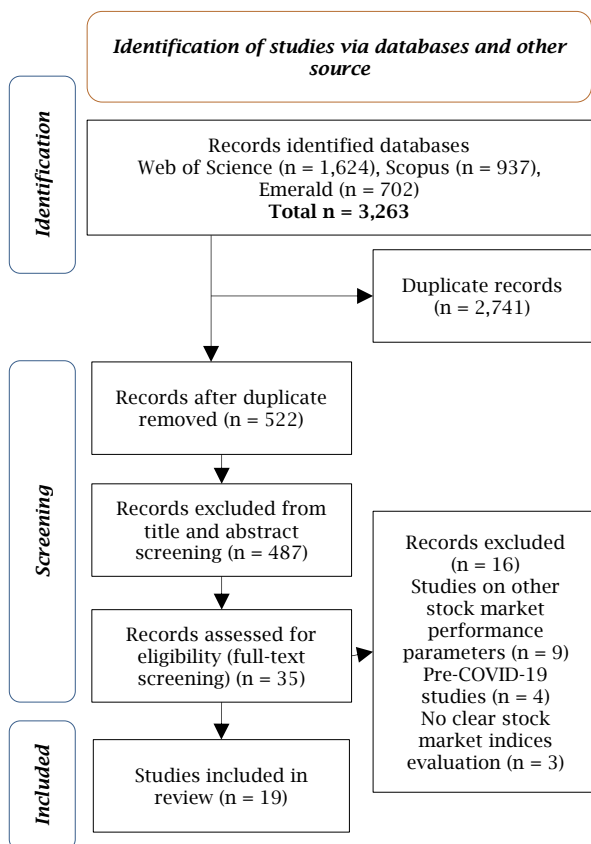 Identification of studies via databases and other
source
Identification
Records identified databases
Web of Science (n = 1,624), Scopus (n = 937),
Emerald (n = 702)
Total n = 3,263
Duplicate records
(n = 2,741)
Screening
Records after duplicate
removed (n = 522)
Records excluded from
title and abstract
screening (n = 487)
Records assessed for
eligibility (full-text
screening) (n = 35)
Records excluded
(n = 16)
Studies on other
stock market
performance
parameters (n = 9)
Pre-COVID-19
studies (n = 4)
No clear stock
market indices
evaluation (n = 3)
Included
Studies included in
review (n = 19)